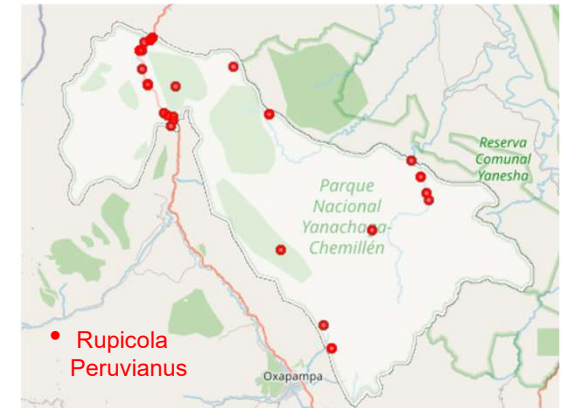 Reserva
Comunal
Yanesha
Parque
Nacional
Yanachaga-
Chemillén
Rupicola
Peruvianus
Oxapampa